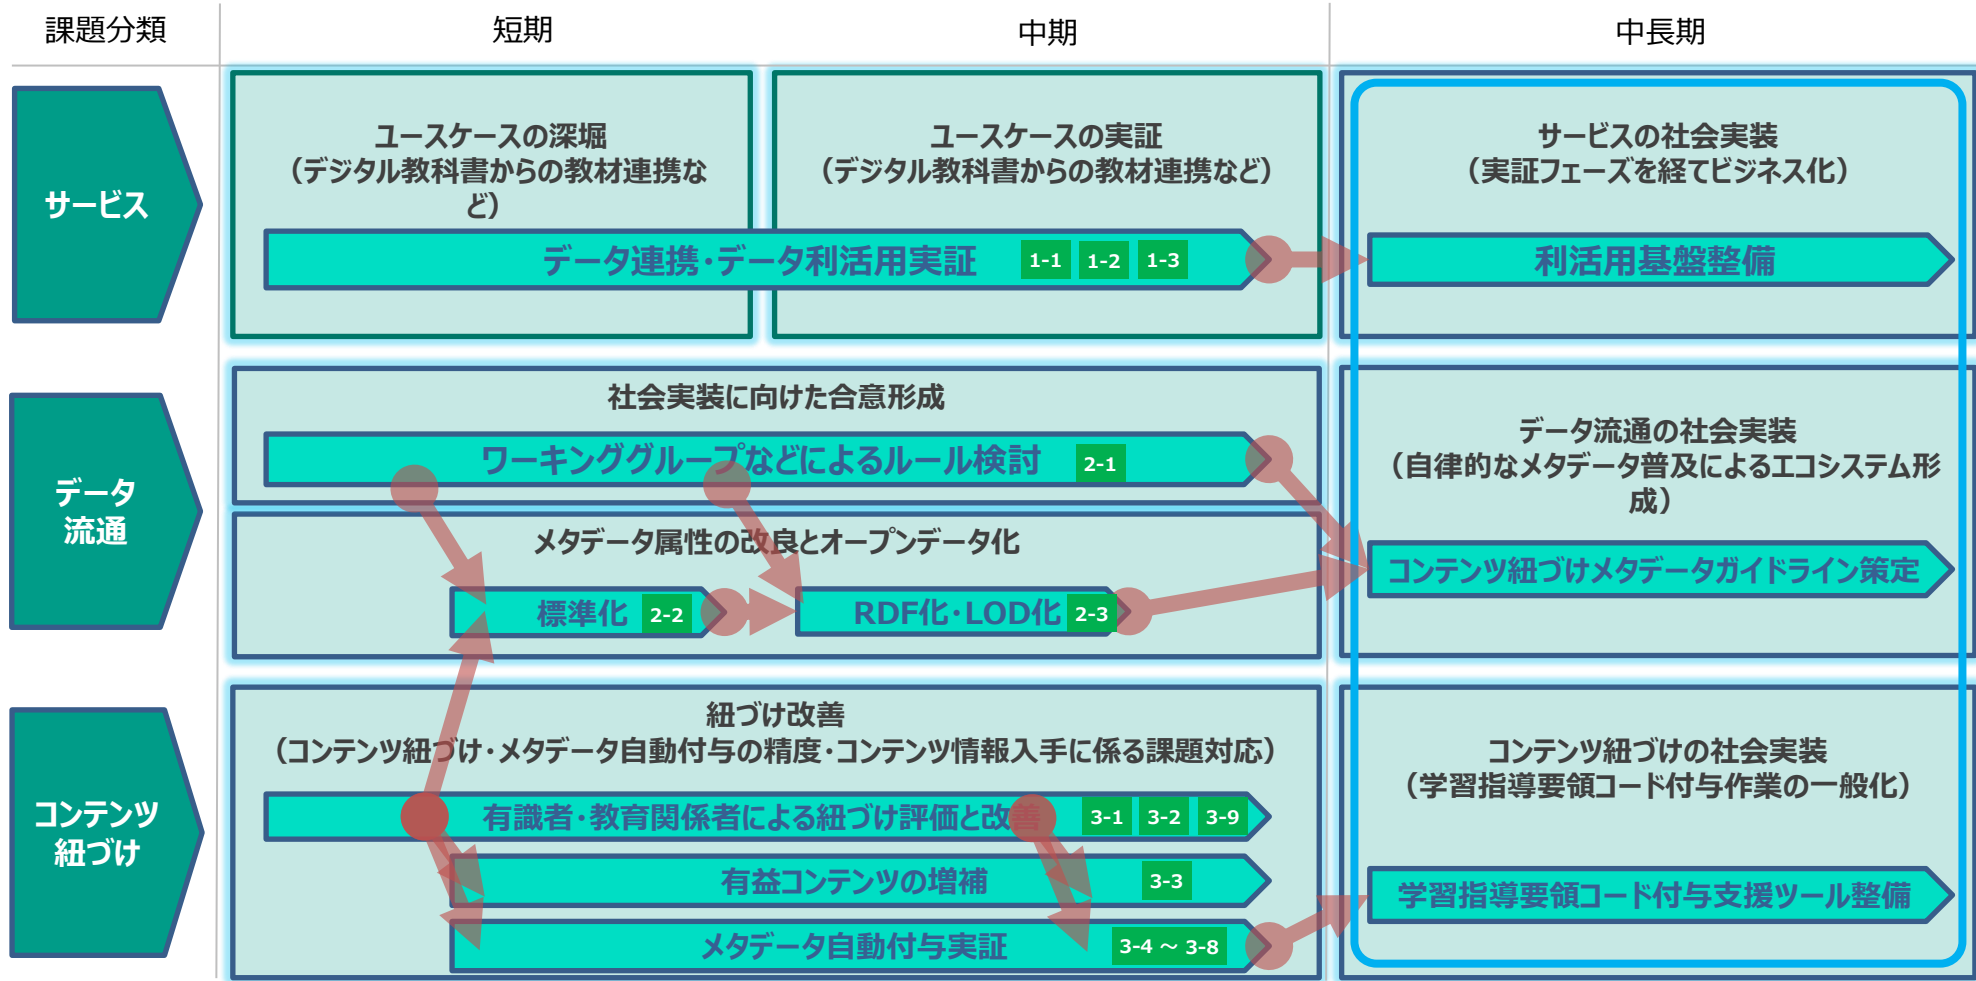 課題分類
短期
中期
中長期
サービス
ユースケースの深堀
（デジタル教科書からの教材連携な
ど）
ユースケースの実証
（デジタル教科書からの教材連携など）
データ連携・データ利活用実証 1-1 1-2 1-3
サービスの社会実装
（実証フェーズを経てビジネス化）
利活用基盤整備
データ
流通
社会実装に向けた合意形成
ワーキンググループなどによるルール検討 2-1
メタデータ属性の改良とオープンデータ化
標準化 2-2
RDF化・LOD化 2-3
データ流通の社会実装
（自律的なメタデータ普及によるエコシステム形
成）
コンテンツ紐づけメタデータガイドライン策定
コンテンツ
紐づけ
紐づけ改善
（コンテンツ紐づけ・メタデータ自動付与の精度・コンテンツ情報入手に係る課題対応）
有識者・教育関係者による紐づけ評価と改善 3-1 3-2 3-9
有益コンテンツの増補 3-3
メタデータ自動付与実証 3-4 ～ 3-8
コンテンツ紐づけの社会実装
（学習指導要領コード付与作業の一般化）
学習指導要領コード付与支援ツール整備